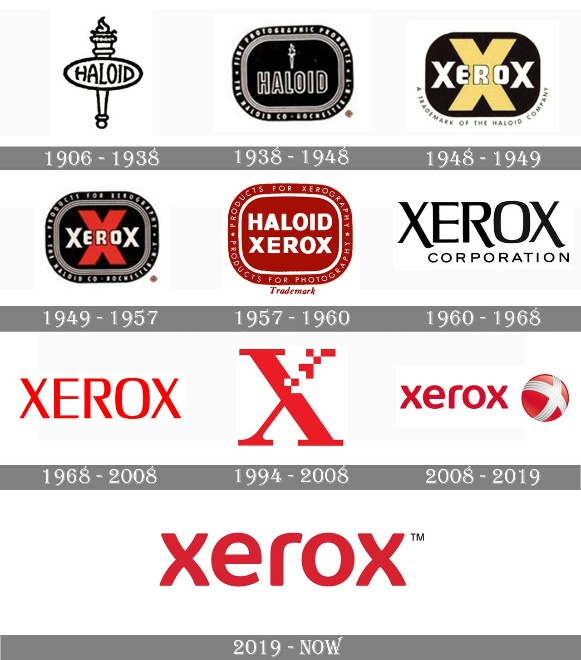 HALOID
FINE PHOTOGRAPHIC PRODUCTS
HALOID
THE HALOID CO · ROCHESTER · N·Y
XEROX
A TRADEMARK OF THE HALOID COMPANY
1906 - 1938
1938 - 1948
1948 - 1949
PRODUCTS FOR XEROGRAPHY
XEROX
THE HALOID CO · ROCHESTER · N·Y
PRODUCTS FOR XEROGRAPHY
HALOID
XEROX
PRODUCTS FOR PHOTOGRAPHY
Trademark
XEROX
CORPORATION
1949 - 1957
1957 - 1960
1960 - 1968
XEROX
X
xerox
1968 - 2008
1994 - 2008
2008 - 2019
xerox™
2019 - NOW